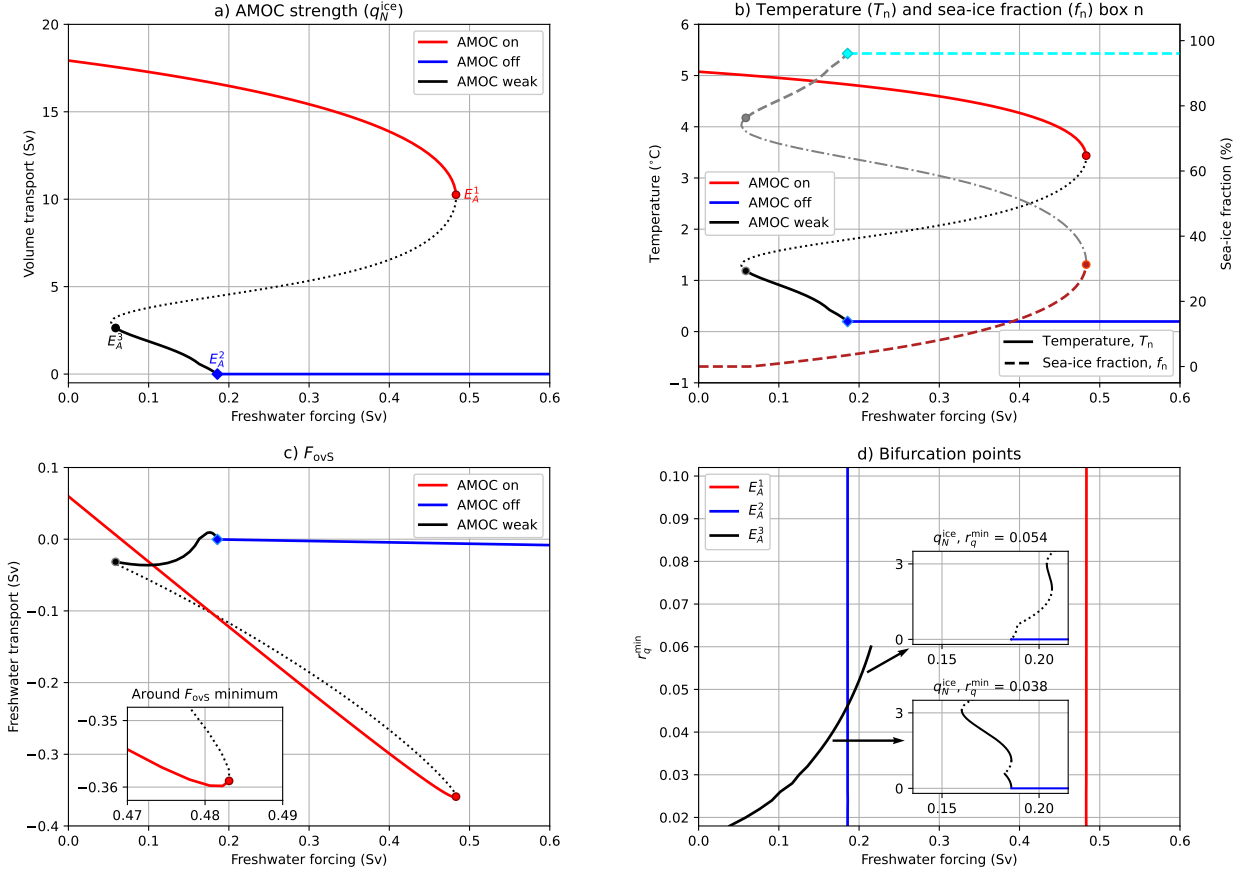 a) AMOC strength (q_N^ice)
20
15
10
5
0
Volume transport (Sv)
AMOC on
AMOC off
AMOC weak
E_A^1
E_A^3
E_A^2
0.0 0.1 0.2 0.3 0.4 0.5 0.6
Freshwater forcing (Sv)
b) Temperature (T_n) and sea-ice fraction (f_n) box n
6
5
4
3
2
1
0
−1
Temperature (°C)
100
80
60
40
20
0
Sea-ice fraction (%)
AMOC on
AMOC off
AMOC weak
Temperature, T_n
Sea-ice fraction, f_n
0.0 0.1 0.2 0.3 0.4 0.5 0.6
Freshwater forcing (Sv)
c) F_ovS
0.1
0.0
−0.1
−0.2
−0.3
−0.4
Freshwater transport (Sv)
AMOC on
AMOC off
AMOC weak
Around F_ovS minimum
−0.35
−0.36
0.47 0.48 0.49
0.0 0.1 0.2 0.3 0.4 0.5 0.6
Freshwater forcing (Sv)
d) Bifurcation points
0.10
0.09
0.08
0.07
0.06
0.05
0.04
0.03
0.02
r_q^min
E_A^1
E_A^2
E_A^3
q_N^ice, r_q^min = 0.054
3
0
0.15 0.20
q_N^ice, r_q^min = 0.038
3
0
0.15 0.20
0.0 0.1 0.2 0.3 0.4 0.5 0.6
Freshwater forcing (Sv)